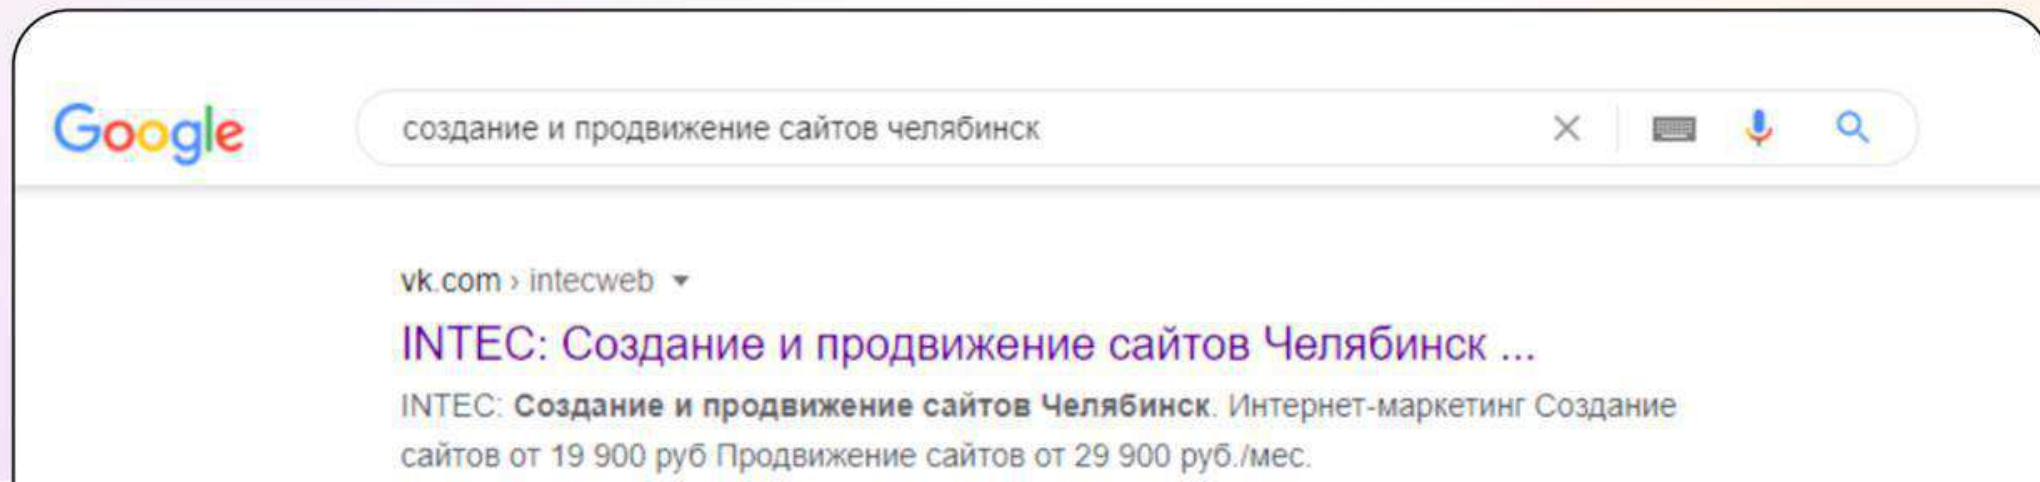 Google
создание и продвижение сайтов челябинск
vk.com › intecweb
INTEC: Создание и продвижение сайтов Челябинск ...
INTEC: Создание и продвижение сайтов Челябинск. Интернет-маркетинг Создание
сайтов от 19 900 руб Продвижение сайтов от 29 900 руб./мес.